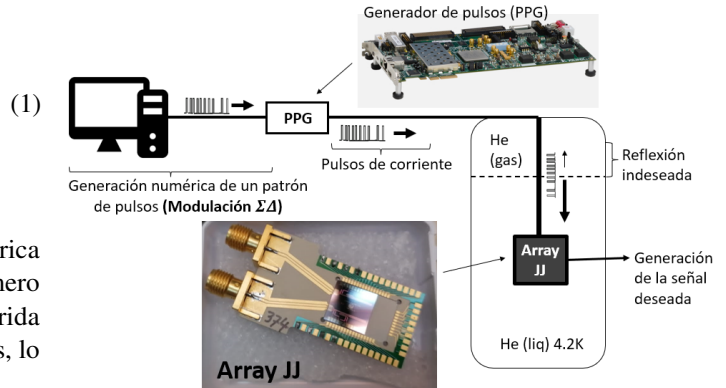 Generador de pulsos (PPG)
(1)
PPG
Pulsos de corriente
Generación numérica de un patrón
de pulsos (Modulación ΣΔ)
He
(gas)
Reflexión
indeseada
Array
JJ
Generación
de la señal
deseada
He (liq) 4.2K
rica
nero
rida
s, lo
374
Array JJ